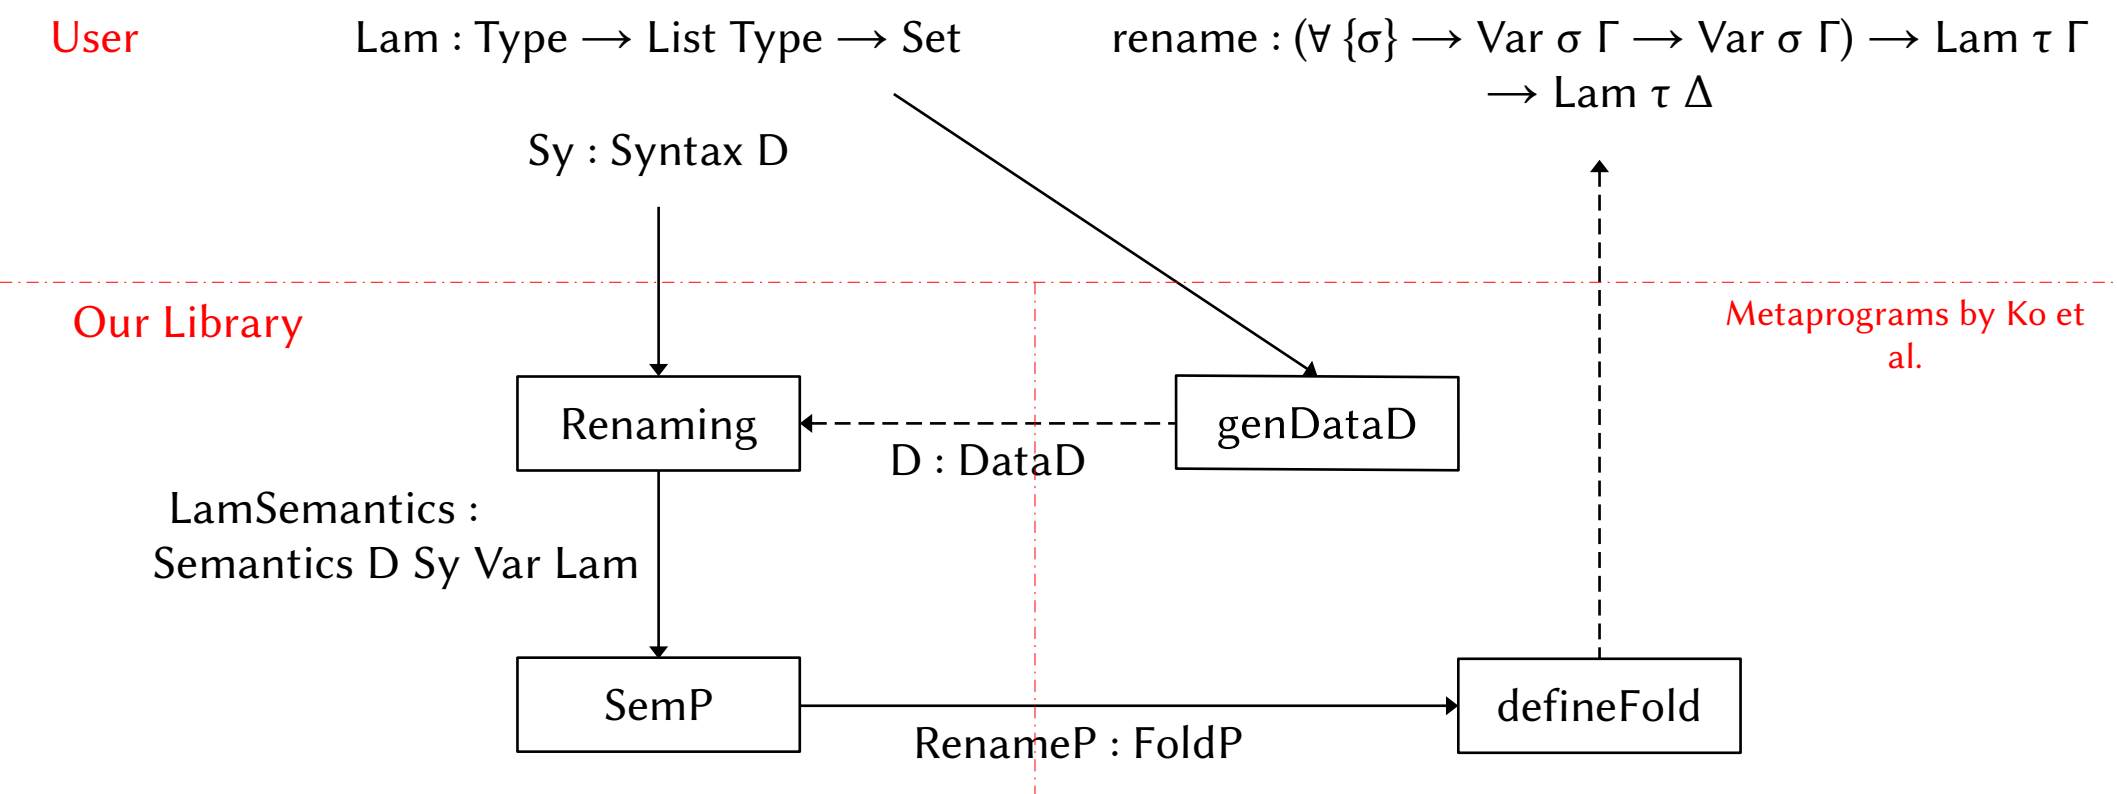 User
Lam : Type → List Type → Set
rename : (∀ {σ} → Var σ Γ → Var σ Γ) → Lam τ Γ
→ Lam τ Δ
Sy : Syntax D
Our Library
Metaprograms by Ko et
al.
Renaming
genDataD
D : DataD
LamSemantics :
Semantics D Sy Var Lam
SemP
defineFold
RenameP : FoldP